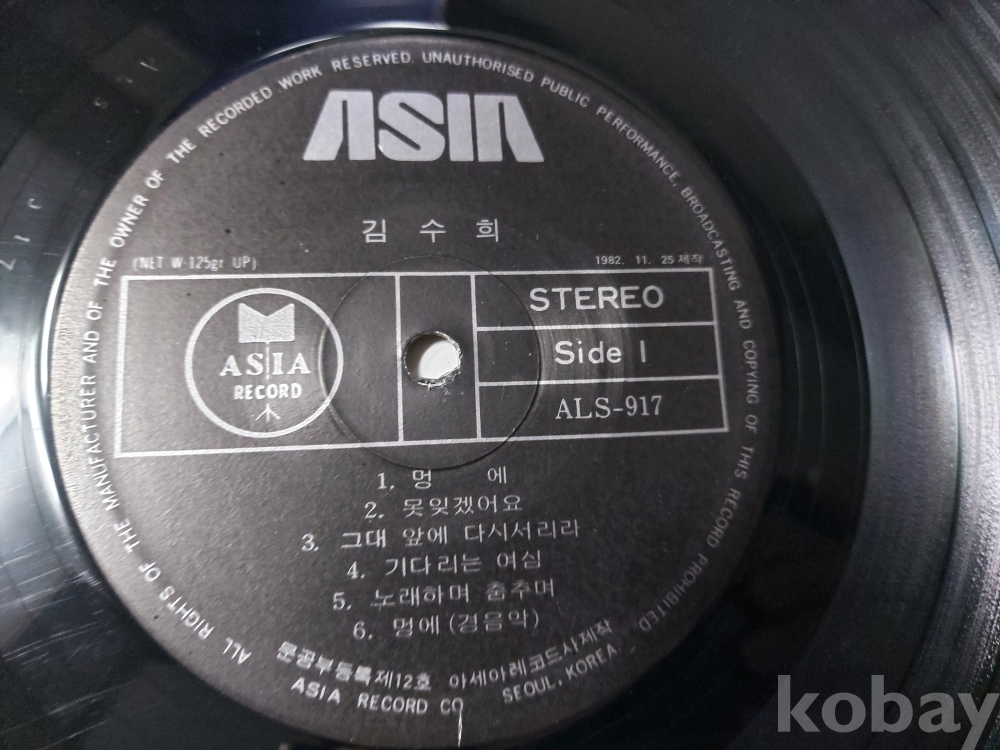 ALL RIGHTS OF THE MANUFACTURER AND OF THE OWNER OF THE RECORDED WORK RESERVED. UNAUTHORISED PUBLIC PERFORMANCE, BROADCASTING AND COPYING OF THIS RECORD PROHIBITED.
ASIA
김 수 희
(NET W·125gr UP)
1982. 11. 25 제작
ASIA
RECORD
STEREO
Side 1
ALS-917
1. 멍 에
2. 못잊겠어요
3. 그대 앞에 다시서리라
4. 기다리는 여심
5. 노래하며 춤추며
6. 멍에(경음악)
문공부등록제12호 아세아레코드사제작
ASIA RECORD CO SEOUL, KOREA.
kobay